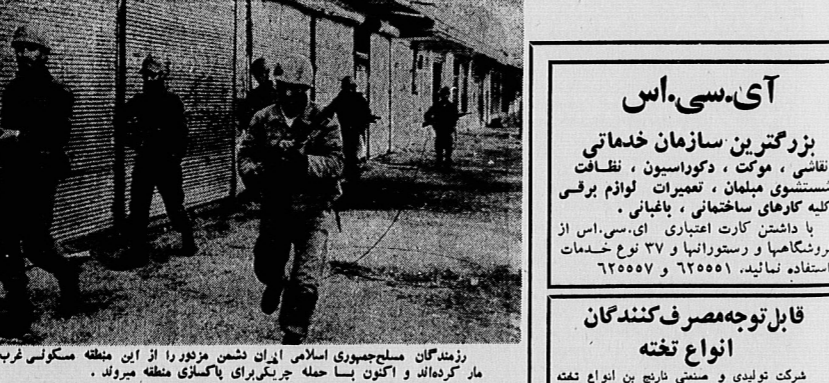 رزمندگان مسلح جمهوری اسلامی ایران دشمن مزدور را از این منطقه مسکونی غرب
مار کرده‌اند و اکنون بسا حمله چریکی برای پاکسازی منطقه میروند .
آی.سی.اس
بزرگترین سازمان خدماتی
نقاشی ، موکت ، دکوراسیون ، نظافت
شستشوی مبلمان ، تعمیرات لوازم برقی
کلیه کارهای ساختمانی ، باغبانی .
با داشتن کارت اعتباری ای.سی.اس از
روشگاهها و رستورانها و ۳۷ نوع خدمات
استفاده نمائید. ٦٢٥٥٥١ و ٦٢٥٥٥٧
قابل توجه مصرف کنندگان
انواع تخته
شرکت تولیدی و صنعتی نارنج بن انواع تخته